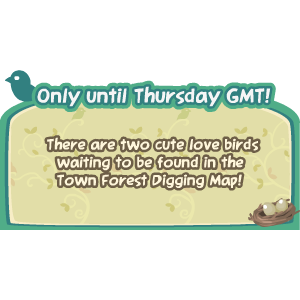 Only until Thursday GMT!
There are two cute love birds
waiting to be found in the
Town Forest Digging Map!